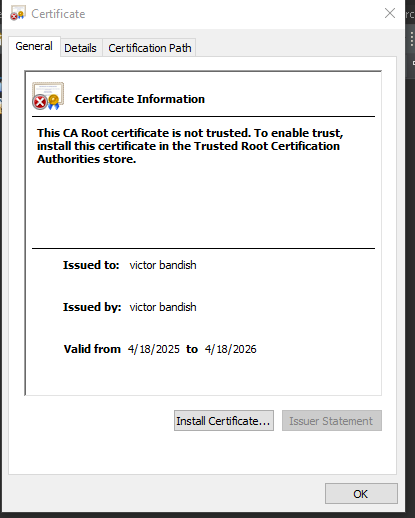 Certificate
General
Details
Certification Path
Certificate Information
This CA Root certificate is not trusted. To enable trust,
install this certificate in the Trusted Root Certification
Authorities store.
Issued to: victor bandish
Issued by: victor bandish
Valid from 4/18/2025 to 4/18/2026
Install Certificate...
Issuer Statement
OK